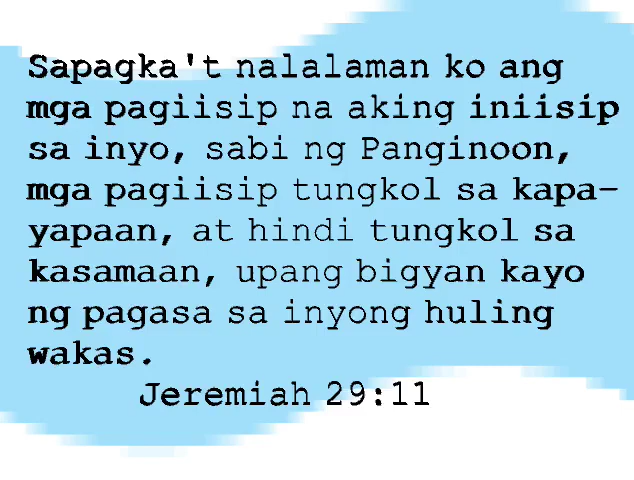 Sapagka't nalalaman ko ang
mga pagiisip na aking iniisip
sa inyo, sabi ng Panginoon,
mga pagiisip tungkol sa kapa-
yapaan, at hindi tungkol sa
kasamaan, upang bigyan kayo
ng pagasa sa inyong huling
wakas.
Jeremiah 29:11